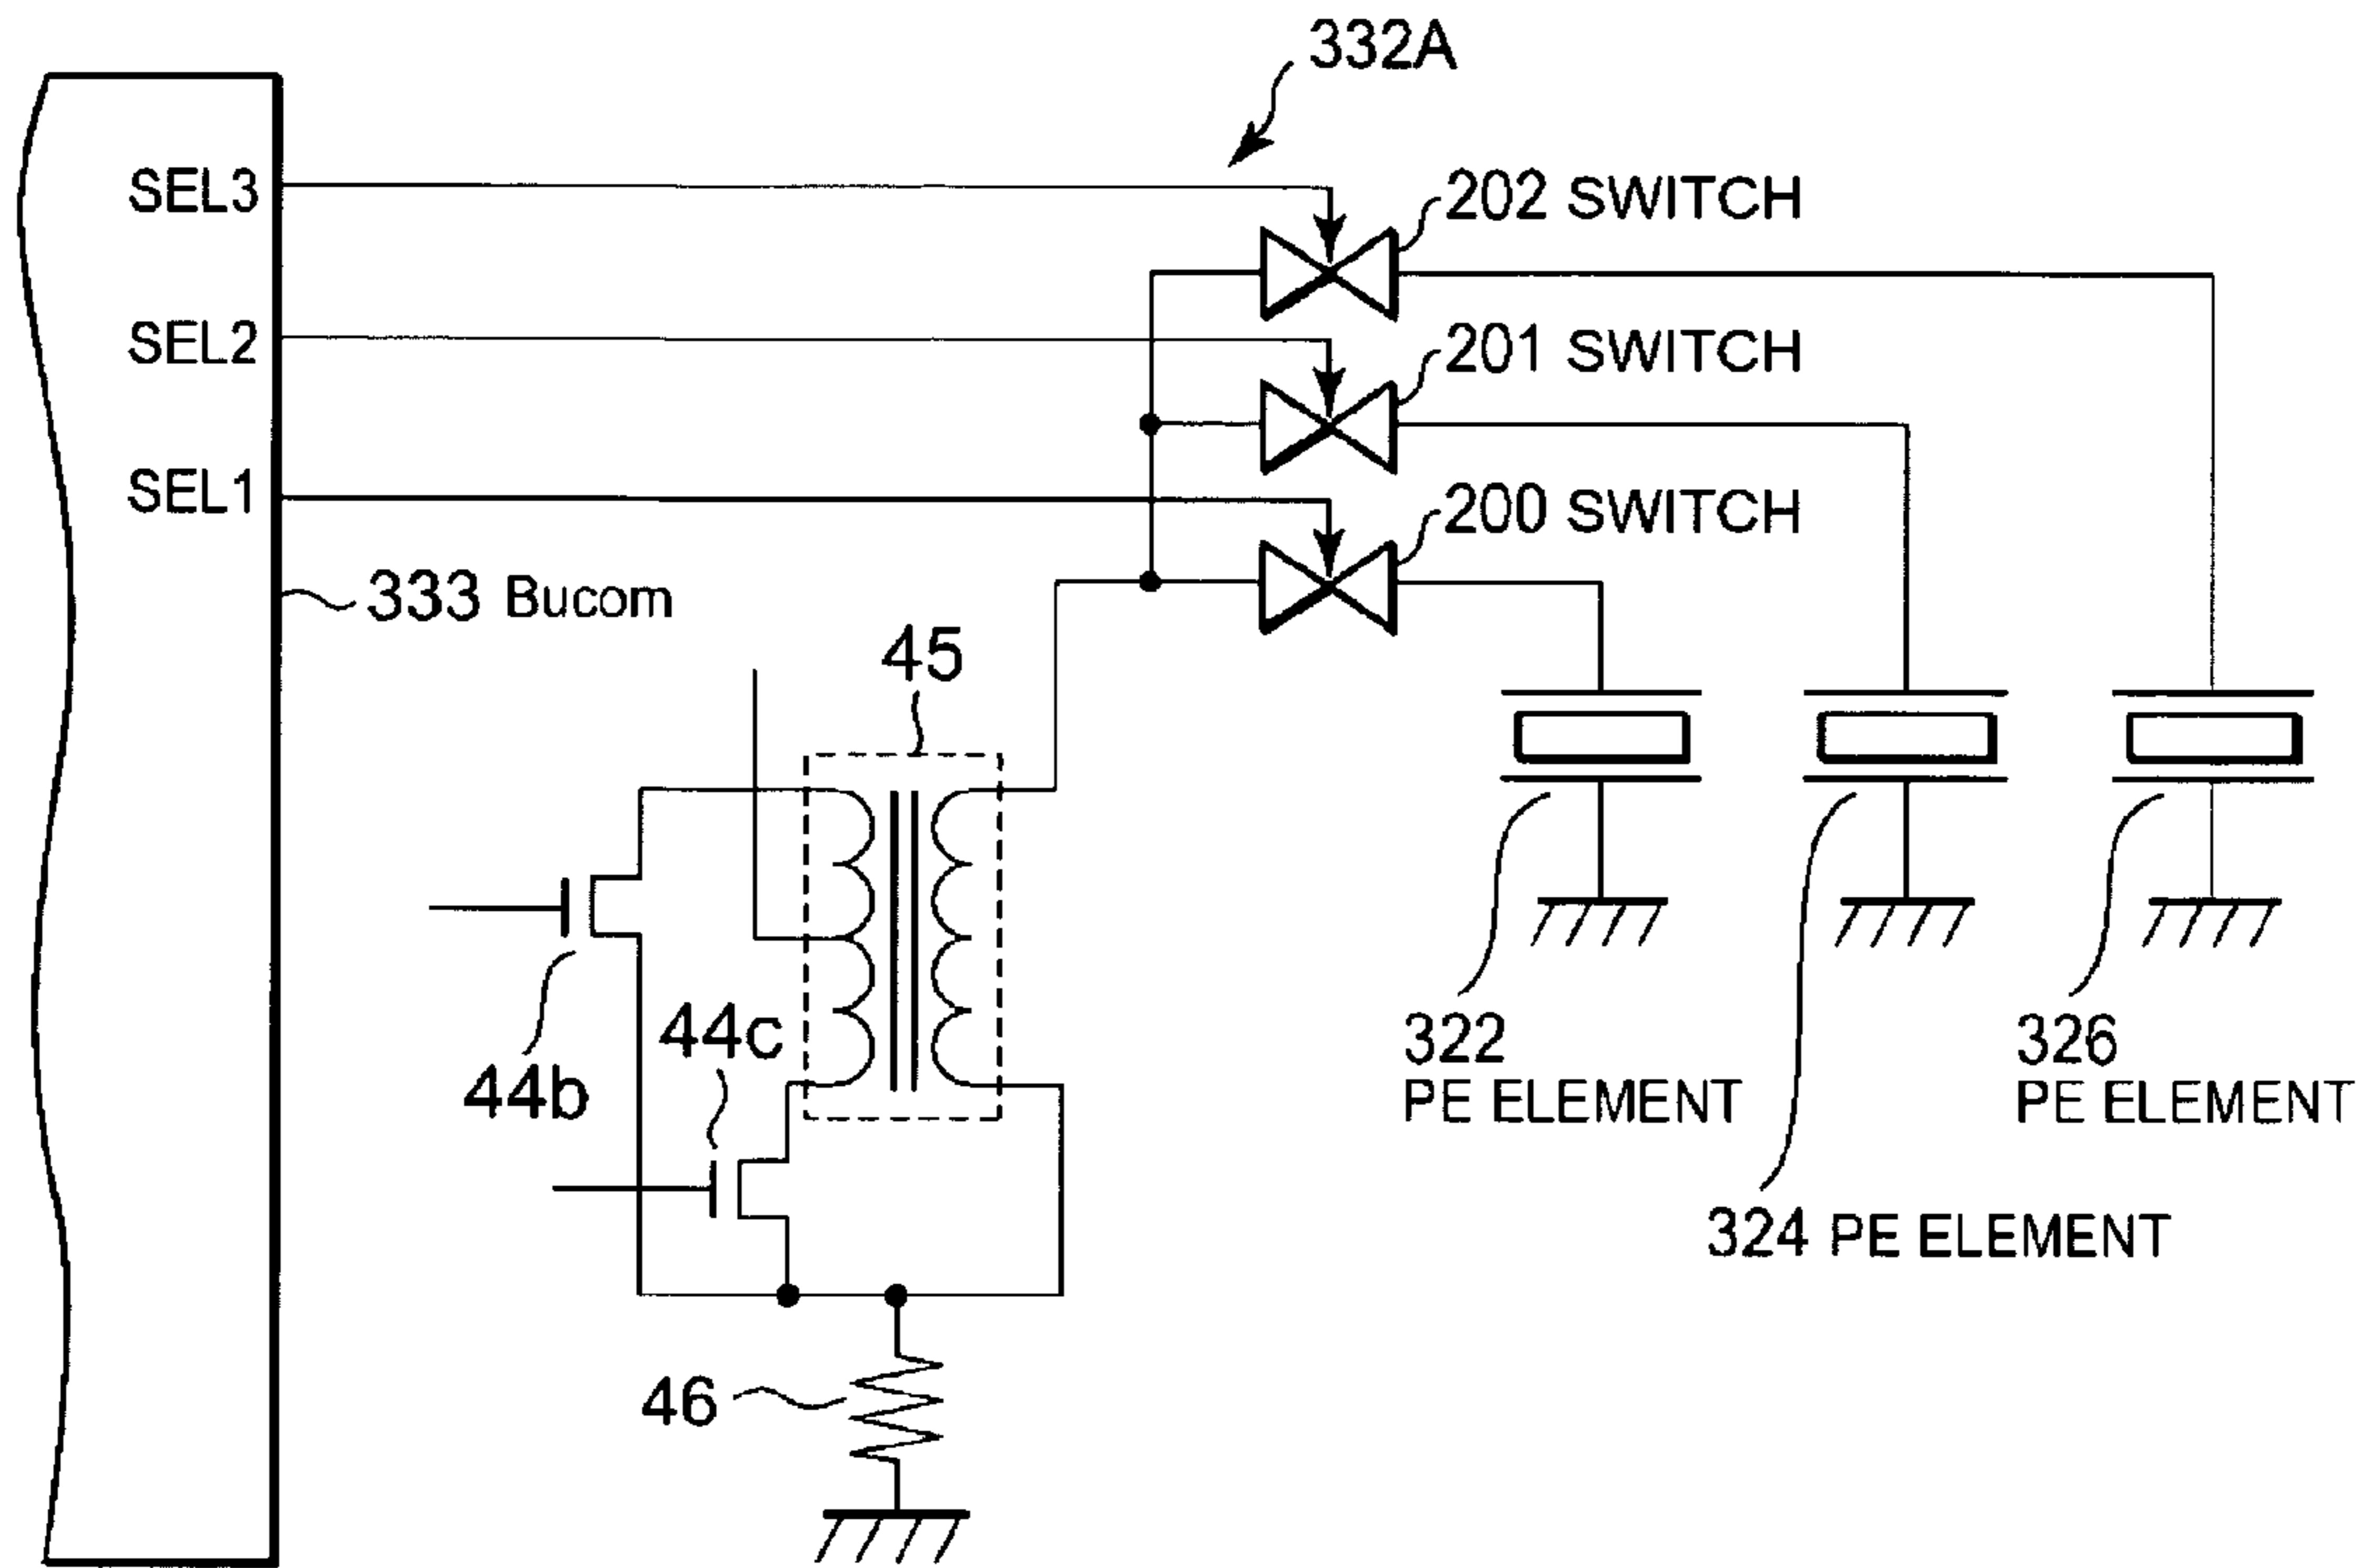 332A
SEL3
202 SWITCH
SEL2
201 SWITCH
SEL1
200 SWITCH
333 Bucom
45
44c
44b
322
PE ELEMENT
326
PE ELEMENT
324 PE ELEMENT
46